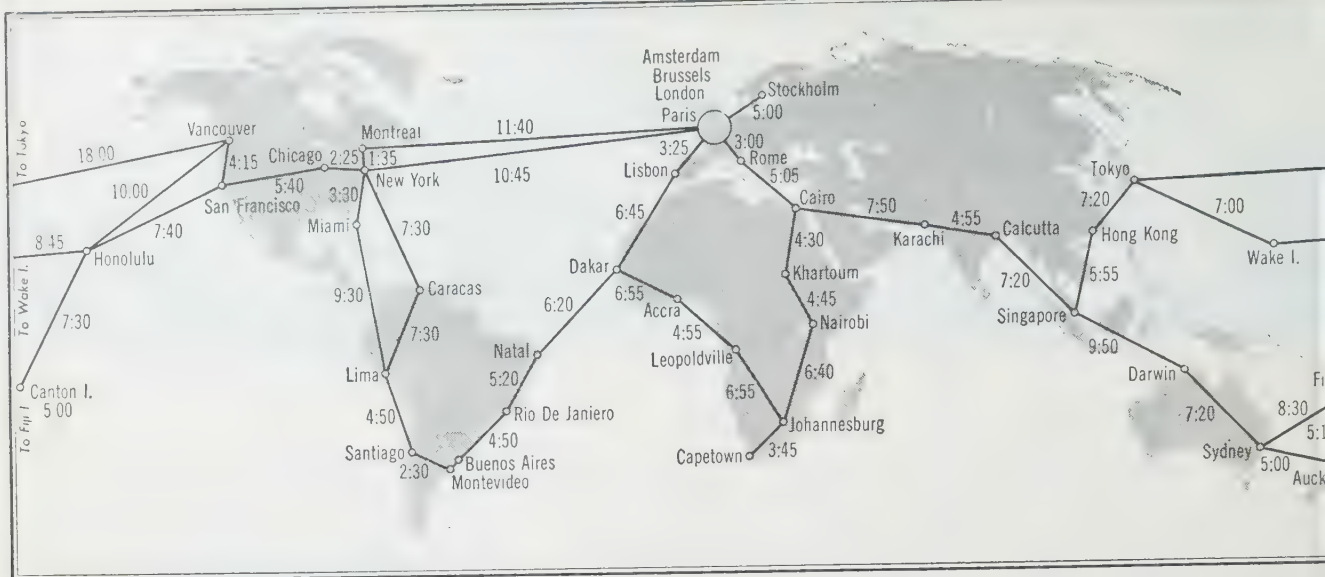 Amsterdam
Brussels
London
Paris
Stockholm
5:00
Vancouver
Montreal
11:40
3:25
3:00
To Tokyo
18:00
Chicago
2:25
1:35
4:15
Rome
10:00
5:40
New York
10:45
Lisbon
5:05
Tokyo
San Francisco
3:30
Cairo
7:20
7:00
8:45
7:40
Miami
7:30
6:45
7:50
4:55
Calcutta
Karachi
Hong Kong
Honolulu
4:30
Wake I.
To Wake I.
Dakar
6:55
Khartoum
7:20
5:55
9:30
Caracas
6:20
Accra
4:45
7:30
7:30
4:55
Nairobi
Singapore
Natal
Leopoldville
9:50
Lima
5:20
6:40
Darwin
Canton I.
5:00
To Fiji I.
4:50
Rio De Janiero
6:55
7:20
8:30
4:50
Johannesburg
5:1
Santiago
2:30
Buenos Aires
Montevideo
Capetown
3:45
Sydney
5:00
Auck